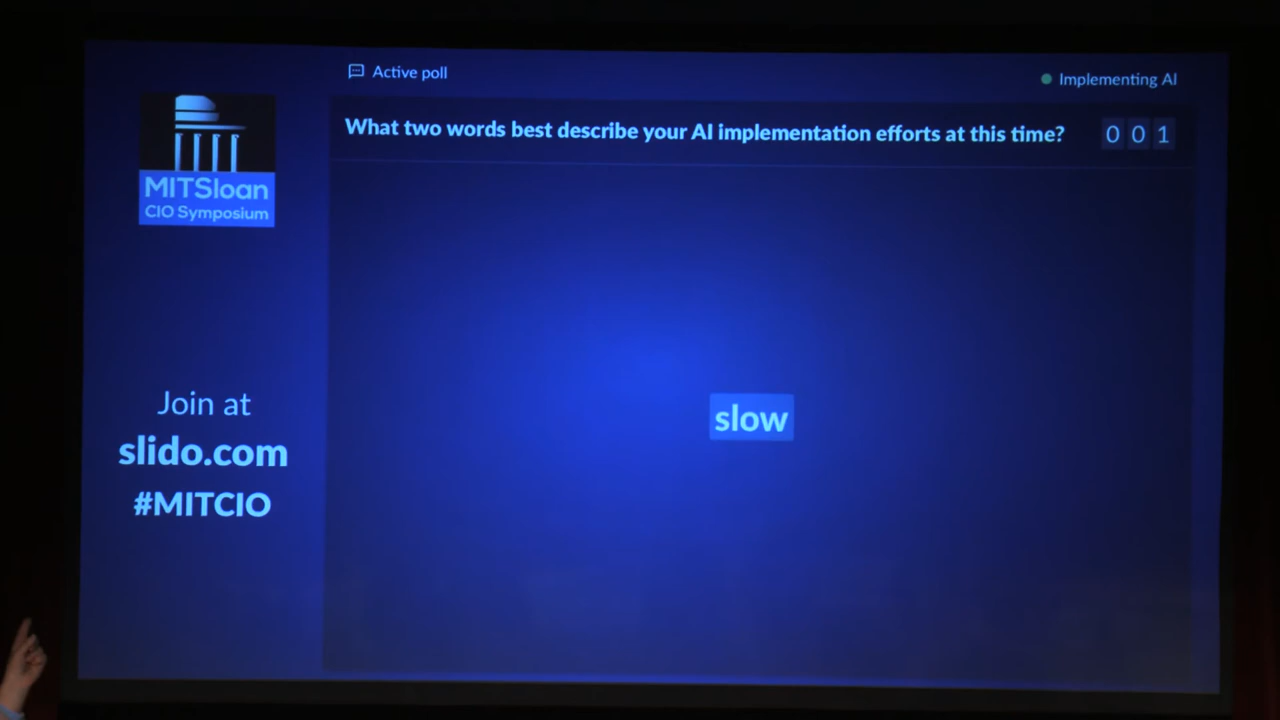 Active poll
Implementing AI
What two words best describe your AI implementation efforts at this time?
0 0 1
MITSloan
CIO Symposium
slow
Join at
slido.com
#MITCIO